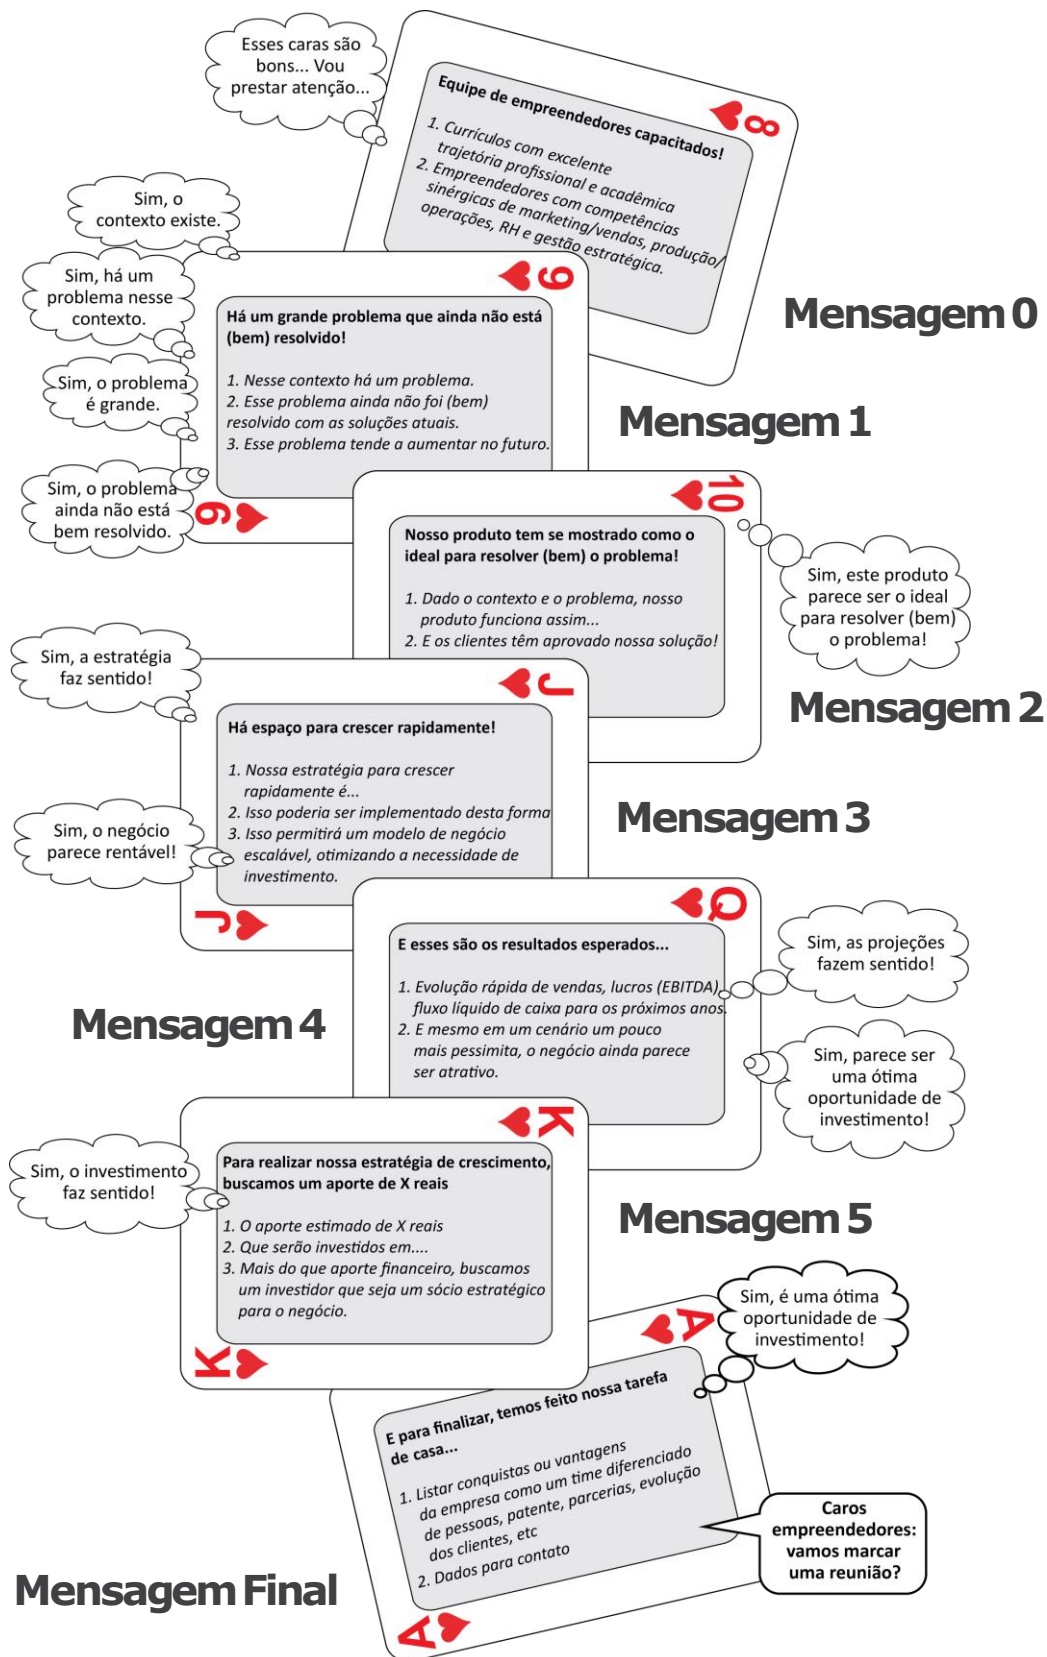 Esses caras são
bons... Vou
prestar atenção...
8
Equipe de empreendedores capacitados!
1. Currículos com excelente
trajetória profissional e acadêmica
2. Empreendedores com competências
sinérgicas de marketing/vendas, produção/
operações, RH e gestão estratégica.
Mensagem 0
Sim, o
contexto existe.
Sim, há um
problema nesse
contexto.
Sim, o problema
é grande.
Sim, o problema
ainda não está
bem resolvido.
9
Há um grande problema que ainda não está
(bem) resolvido!
1. Nesse contexto há um problema.
2. Esse problema ainda não foi (bem)
resolvido com as soluções atuais.
3. Esse problema tende a aumentar no futuro.
9
Mensagem 1
10
Nosso produto tem se mostrado como o
ideal para resolver (bem) o problema!
1. Dado o contexto e o problema, nosso
produto funciona assim...
2. E os clientes têm aprovado nossa solução!
Sim, este produto
parece ser o ideal
para resolver (bem)
o problema!
Mensagem 2
Sim, a estratégia
faz sentido!
Sim, o negócio
parece rentável!
J
Há espaço para crescer rapidamente!
1. Nossa estratégia para crescer
rapidamente é...
2. Isso poderia ser implementado desta forma
3. Isso permitirá um modelo de negócio
escalável, otimizando a necessidade de
investimento.
J
Mensagem 3
Q
E esses são os resultados esperados...
1. Evolução rápida de vendas, lucros (EBITDA),
fluxo líquido de caixa para os próximos anos.
2. E mesmo em um cenário um pouco
mais pessimita, o negócio ainda parece
ser atrativo.
Sim, as projeções
fazem sentido!
Sim, parece ser
uma ótima
oportunidade de
investimento!
Mensagem 4
Sim, o investimento
faz sentido!
K
Para realizar nossa estratégia de crescimento,
buscamos um aporte de X reais
1. O aporte estimado de X reais
2. Que serão investidos em....
3. Mais do que aporte financeiro, buscamos
um investidor que seja um sócio estratégico
para o negócio.
K
Mensagem 5
Sim, é uma ótima
oportunidade de
investimento!
A
E para finalizar, temos feito nossa tarefa
de casa...
1. Listar conquistas ou vantagens
da empresa como um time diferenciado
de pessoas, patente, parcerias, evolução
dos clientes, etc
2. Dados para contato
A
Caros
empreendedores:
vamos marcar
uma reunião?
Mensagem Final